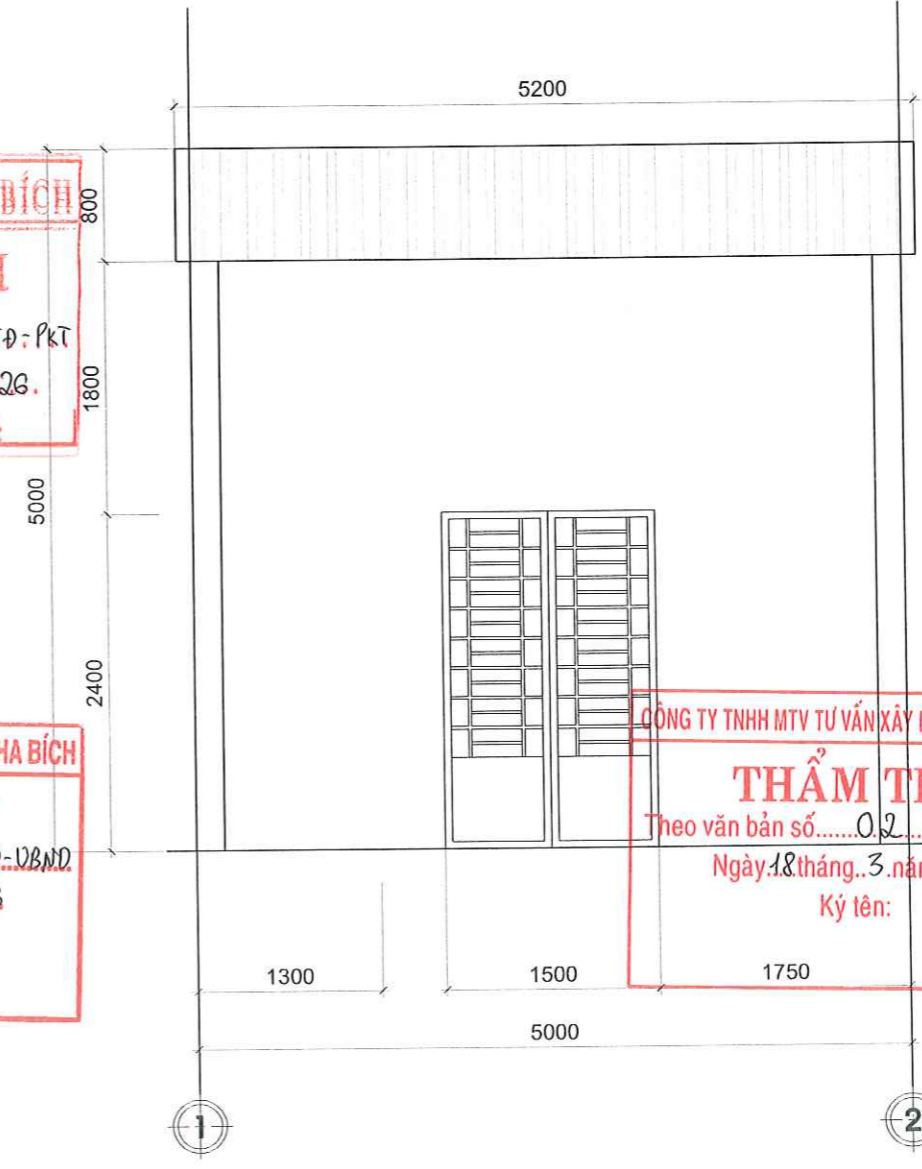 5200
BÍCH
800
TĐ-PKT
26.
1800
5000
2400
HA BÍCH
-UBND
CÔNG TY TNHH MTV TƯ VẤN XÂY
THẨM
Theo văn bản số.......02....
Ngày.18.tháng..3.năm
Ký tên:
1300
1500
1750
5000
1
2